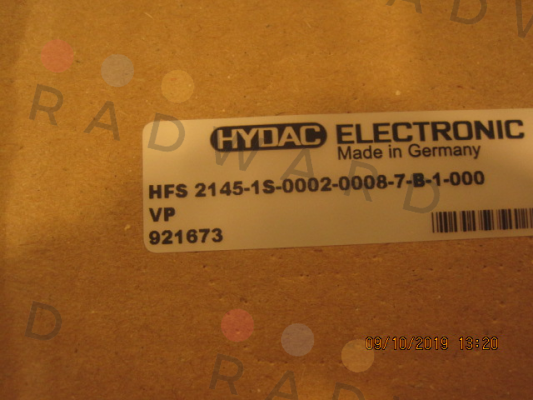 RADWARD
HYDAC ELECTRONIC
Made in Germany
HFS 2145-1S-0002-0008-7-B-1-000
VP
921673
09/10/2019 13:20